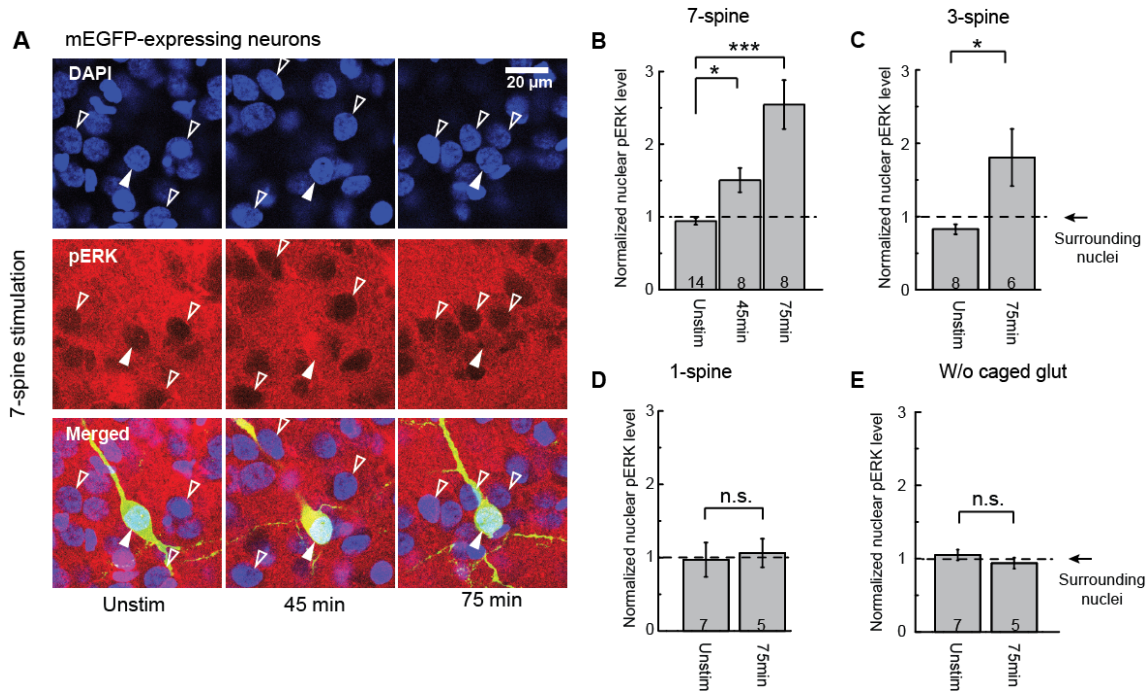 A
mEGFP-expressing neurons
DAPI
20 µm
pERK
Merged
7-spine stimulation
Unstim
45 min
75 min
B
7-spine
Normalized nuclear pERK level
3
2
1
0
*
***
14
8
8
Unstim
45min
75min
C
3-spine
Normalized nuclear pERK level
3
2
1
0
*
8
6
Unstim
75min
Surrounding
nuclei
D
1-spine
Normalized nuclear pERK level
3
2
1
0
n.s.
7
5
Unstim
75min
E
W/o caged glut
Normalized nuclear pERK level
3
2
1
0
n.s.
7
5
Unstim
75min
Surrounding
nuclei